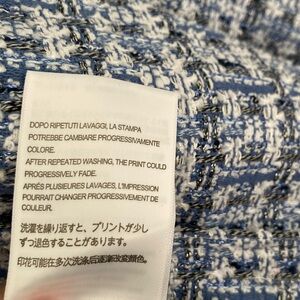 DOPO RIPETUTI LAVAGGI, LA STAMPA
POTREBBE CAMBIARE PROGRESSIVAMENTE
COLORE.
AFTER REPEATED WASHING, THE PRINT COULD
PROGRESSIVELY FADE.
APRÈS PLUSIEURES LAVAGES, L'IMPRESSION
POURRAIT CHANGER PROGRESSIVEMENT DE
COULEUR.
洗濯を繰り返すと、プリントが少し
ずつ退色することがあります。
印花可能在多次洗涤后逐渐改变颜色。